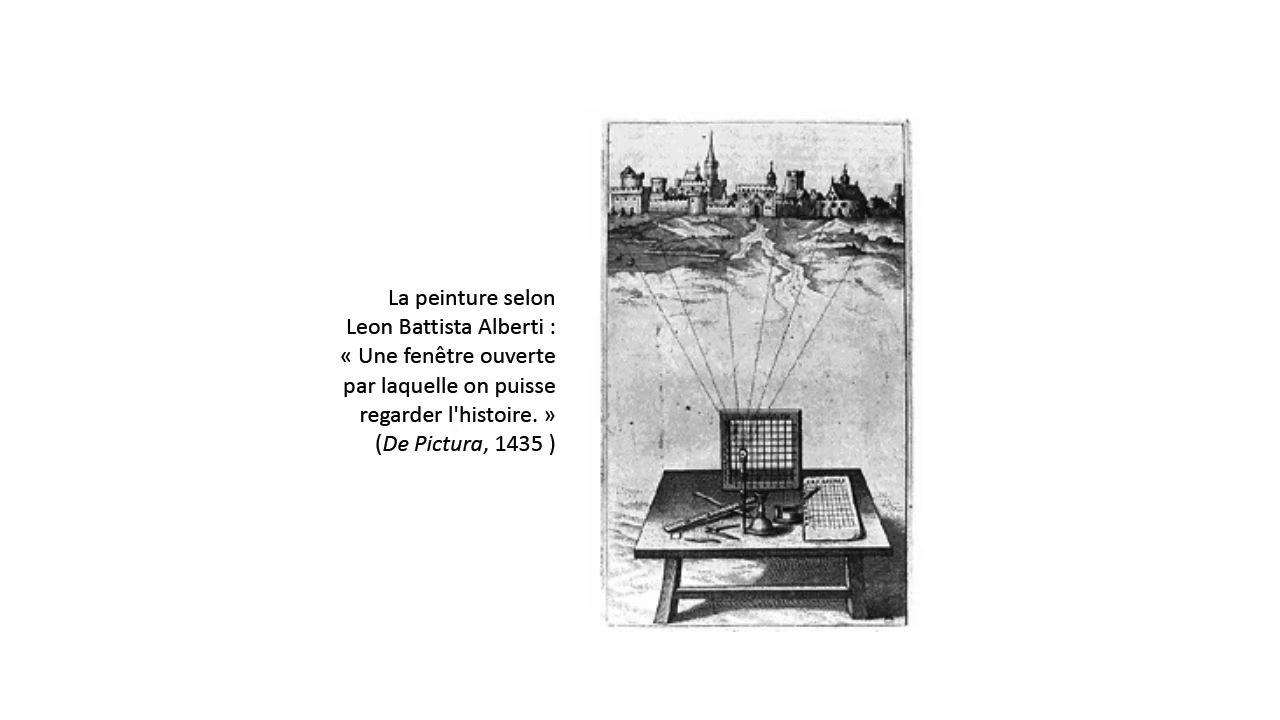 La peinture selon
Leon Battista Alberti :
« Une fenêtre ouverte
par laquelle on puisse
regarder l'histoire. »
(De Pictura, 1435 )